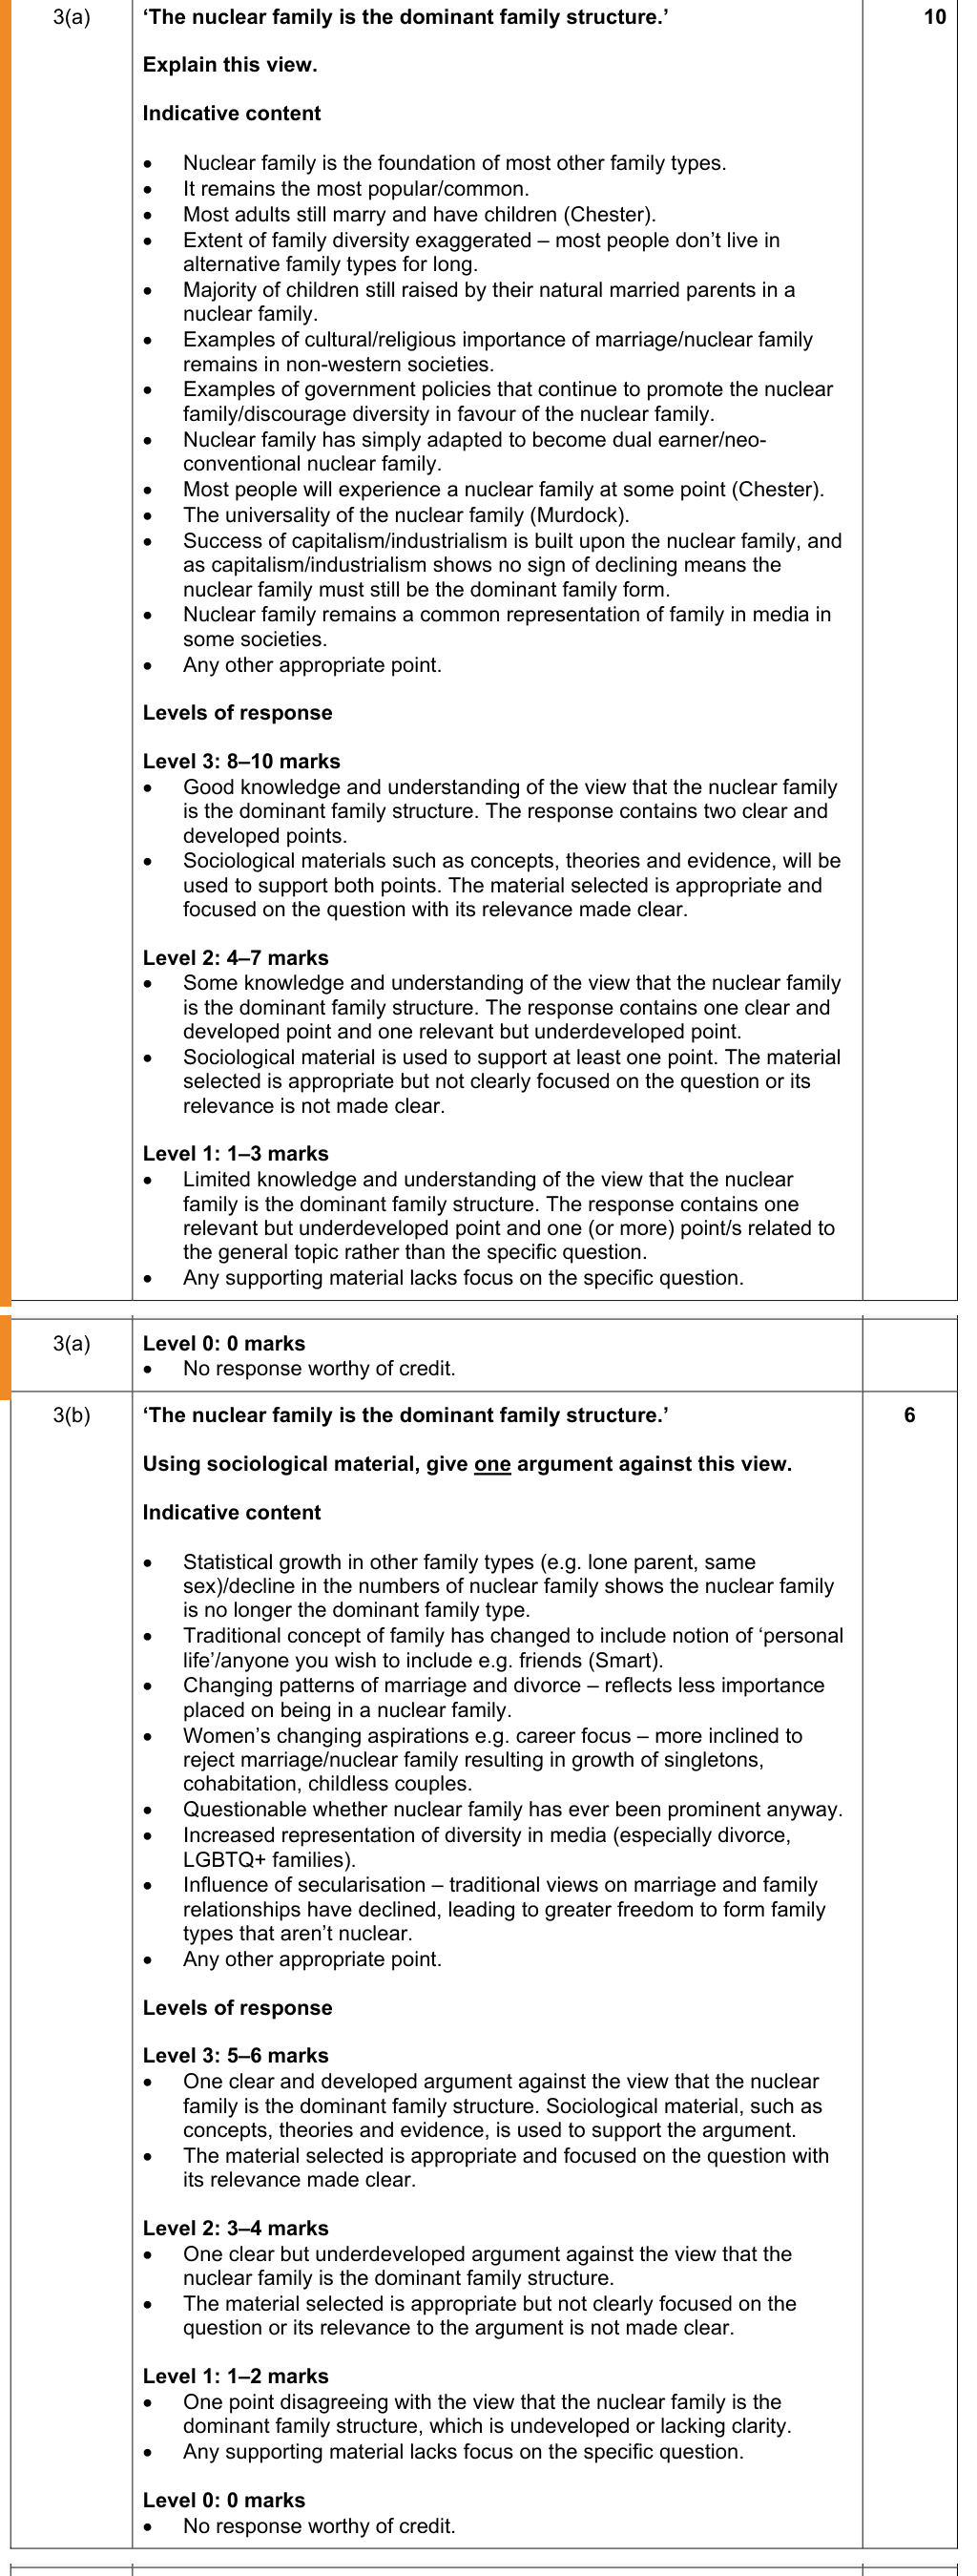 3(a) ‘The nuclear family is the dominant family structure.’ 10
Explain this view.
Indicative content
• Nuclear family is the foundation of most other family types.
• It remains the most popular/common.
• Most adults still marry and have children (Chester).
• Extent of family diversity exaggerated – most people don’t live in
alternative family types for long.
• Majority of children still raised by their natural married parents in a
nuclear family.
• Examples of cultural/religious importance of marriage/nuclear family
remains in non-western societies.
• Examples of government policies that continue to promote the nuclear
family/discourage diversity in favour of the nuclear family.
• Nuclear family has simply adapted to become dual earner/neo-
conventional nuclear family.
• Most people will experience a nuclear family at some point (Chester).
• The universality of the nuclear family (Murdock).
• Success of capitalism/industrialism is built upon the nuclear family, and
as capitalism/industrialism shows no sign of declining means the
nuclear family must still be the dominant family form.
• Nuclear family remains a common representation of family in media in
some societies.
• Any other appropriate point.
Levels of response
Level 3: 8–10 marks
• Good knowledge and understanding of the view that the nuclear family
is the dominant family structure. The response contains two clear and
developed points.
• Sociological materials such as concepts, theories and evidence, will be
used to support both points. The material selected is appropriate and
focused on the question with its relevance made clear.
Level 2: 4–7 marks
• Some knowledge and understanding of the view that the nuclear family
is the dominant family structure. The response contains one clear and
developed point and one relevant but underdeveloped point.
• Sociological material is used to support at least one point. The material
selected is appropriate but not clearly focused on the question or its
relevance is not made clear.
Level 1: 1–3 marks
• Limited knowledge and understanding of the view that the nuclear
family is the dominant family structure. The response contains one
relevant but underdeveloped point and one (or more) point/s related to
the general topic rather than the specific question.
• Any supporting material lacks focus on the specific question.
3(a) Level 0: 0 marks
• No response worthy of credit.
3(b) ‘The nuclear family is the dominant family structure.’ 6
Using sociological material, give one argument against this view.
Indicative content
• Statistical growth in other family types (e.g. lone parent, same
sex)/decline in the numbers of nuclear family shows the nuclear family
is no longer the dominant family type.
• Traditional concept of family has changed to include notion of ‘personal
life’/anyone you wish to include e.g. friends (Smart).
• Changing patterns of marriage and divorce – reflects less importance
placed on being in a nuclear family.
• Women’s changing aspirations e.g. career focus – more inclined to
reject marriage/nuclear family resulting in growth of singletons,
cohabitation, childless couples.
• Questionable whether nuclear family has ever been prominent anyway.
• Increased representation of diversity in media (especially divorce,
LGBTQ+ families).
• Influence of secularisation – traditional views on marriage and family
relationships have declined, leading to greater freedom to form family
types that aren’t nuclear.
• Any other appropriate point.
Levels of response
Level 3: 5–6 marks
• One clear and developed argument against the view that the nuclear
family is the dominant family structure. Sociological material, such as
concepts, theories and evidence, is used to support the argument.
• The material selected is appropriate and focused on the question with
its relevance made clear.
Level 2: 3–4 marks
• One clear but underdeveloped argument against the view that the
nuclear family is the dominant family structure.
• The material selected is appropriate but not clearly focused on the
question or its relevance to the argument is not made clear.
Level 1: 1–2 marks
• One point disagreeing with the view that the nuclear family is the
dominant family structure, which is undeveloped or lacking clarity.
• Any supporting material lacks focus on the specific question.
Level 0: 0 marks
• No response worthy of credit.